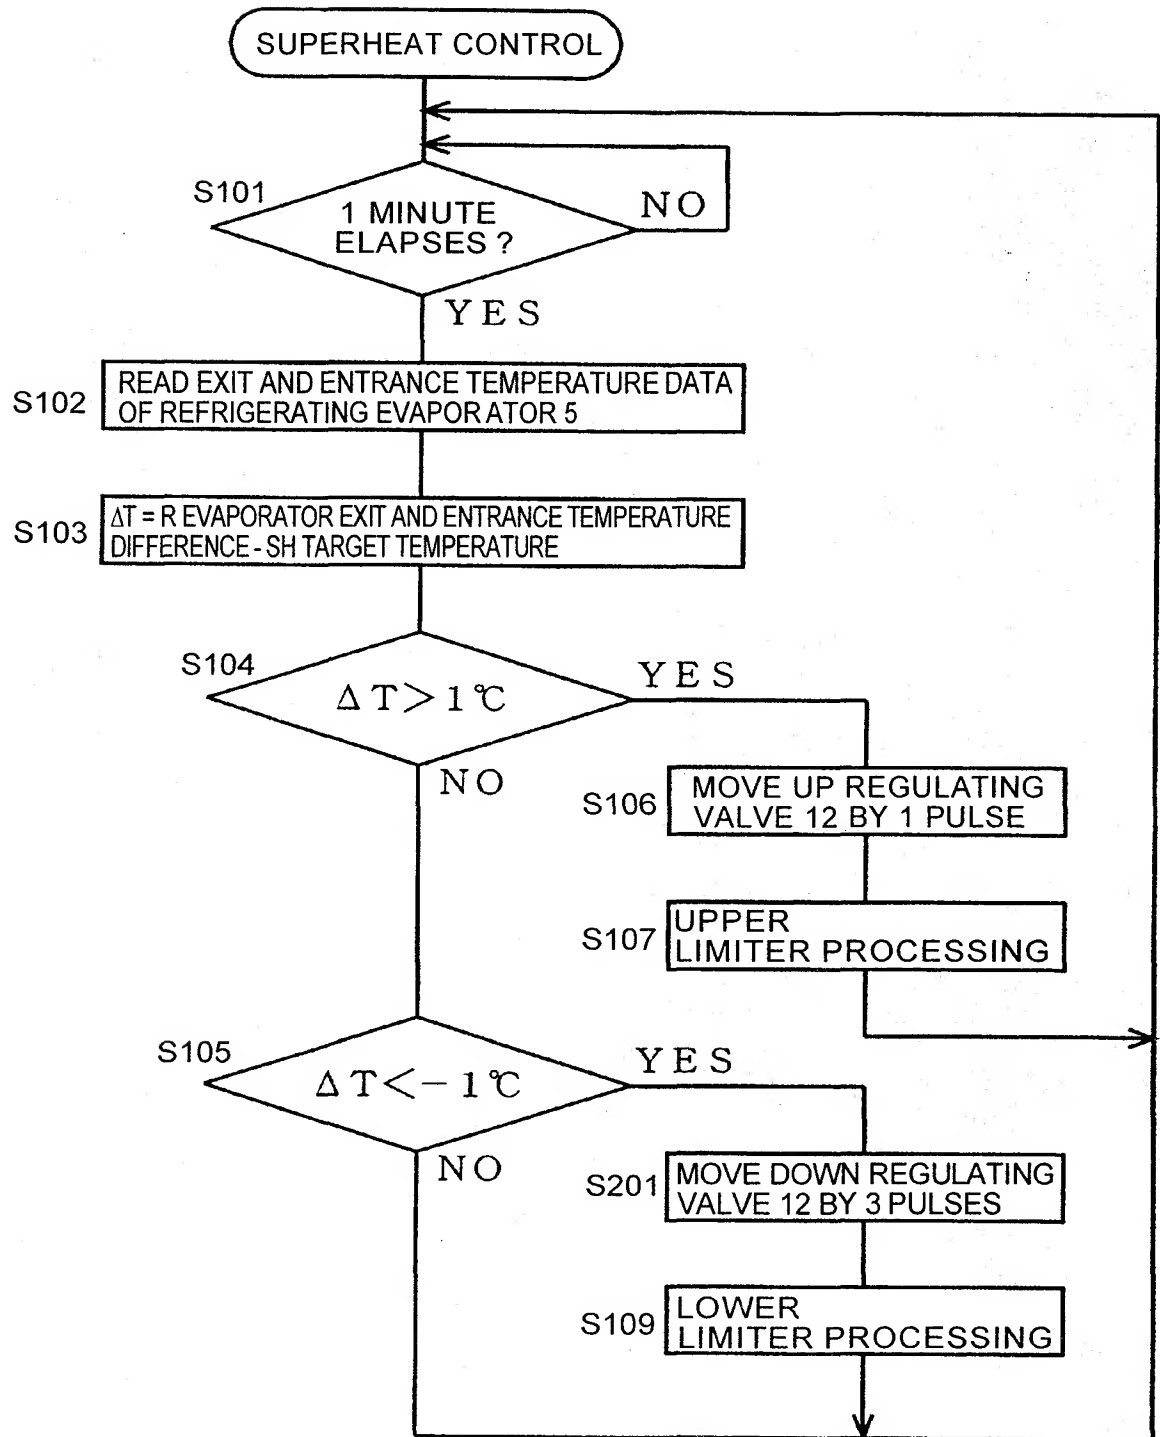 SUPERHEAT CONTROL
S101
1 MINUTE
ELAPSES ?
NO
YES
S102
READ EXIT AND ENTRANCE TEMPERATURE DATA
OF REFRIGERATING EVAPORATOR 5
S103
ΔT = R EVAPORATOR EXIT AND ENTRANCE TEMPERATURE
DIFFERENCE - SH TARGET TEMPERATURE
S104
ΔT > 1℃
YES
NO
S106
MOVE UP REGULATING
VALVE 12 BY 1 PULSE
S107
UPPER
LIMITER PROCESSING
S105
ΔT < − 1℃
YES
NO
S201
MOVE DOWN REGULATING
VALVE 12 BY 3 PULSES
S109
LOWER
LIMITER PROCESSING